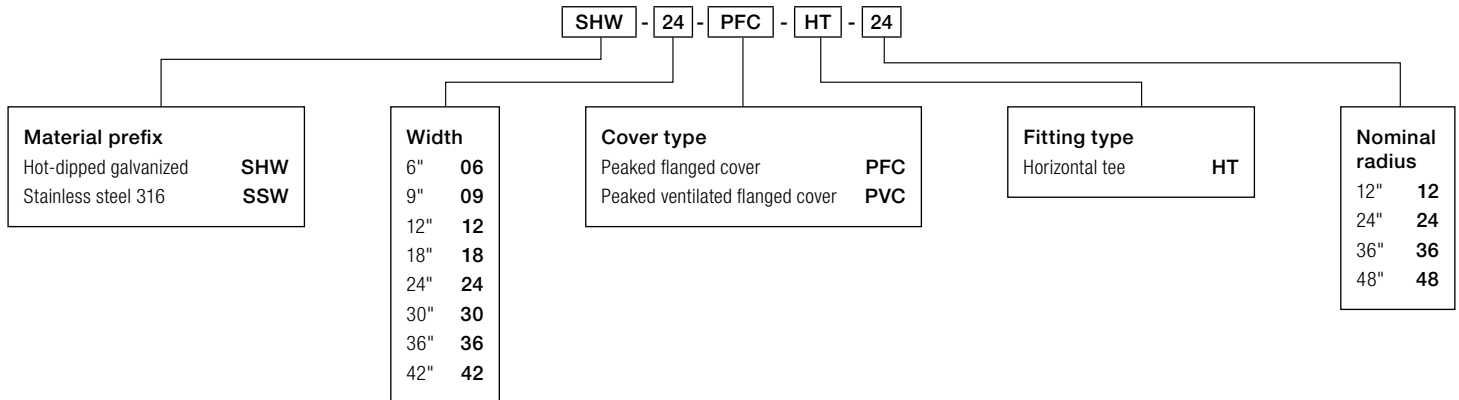 SHW - 24 - PFC - HT - 24
Material prefix
Hot-dipped galvanized SHW
Stainless steel 316 SSW
Width
6" 06
9" 09
12" 12
18" 18
24" 24
30" 30
36" 36
42" 42
Cover type
Peaked flanged cover PFC
Peaked ventilated flanged cover PVC
Fitting type
Horizontal tee HT
Nominal
radius
12" 12
24" 24
36" 36
48" 48